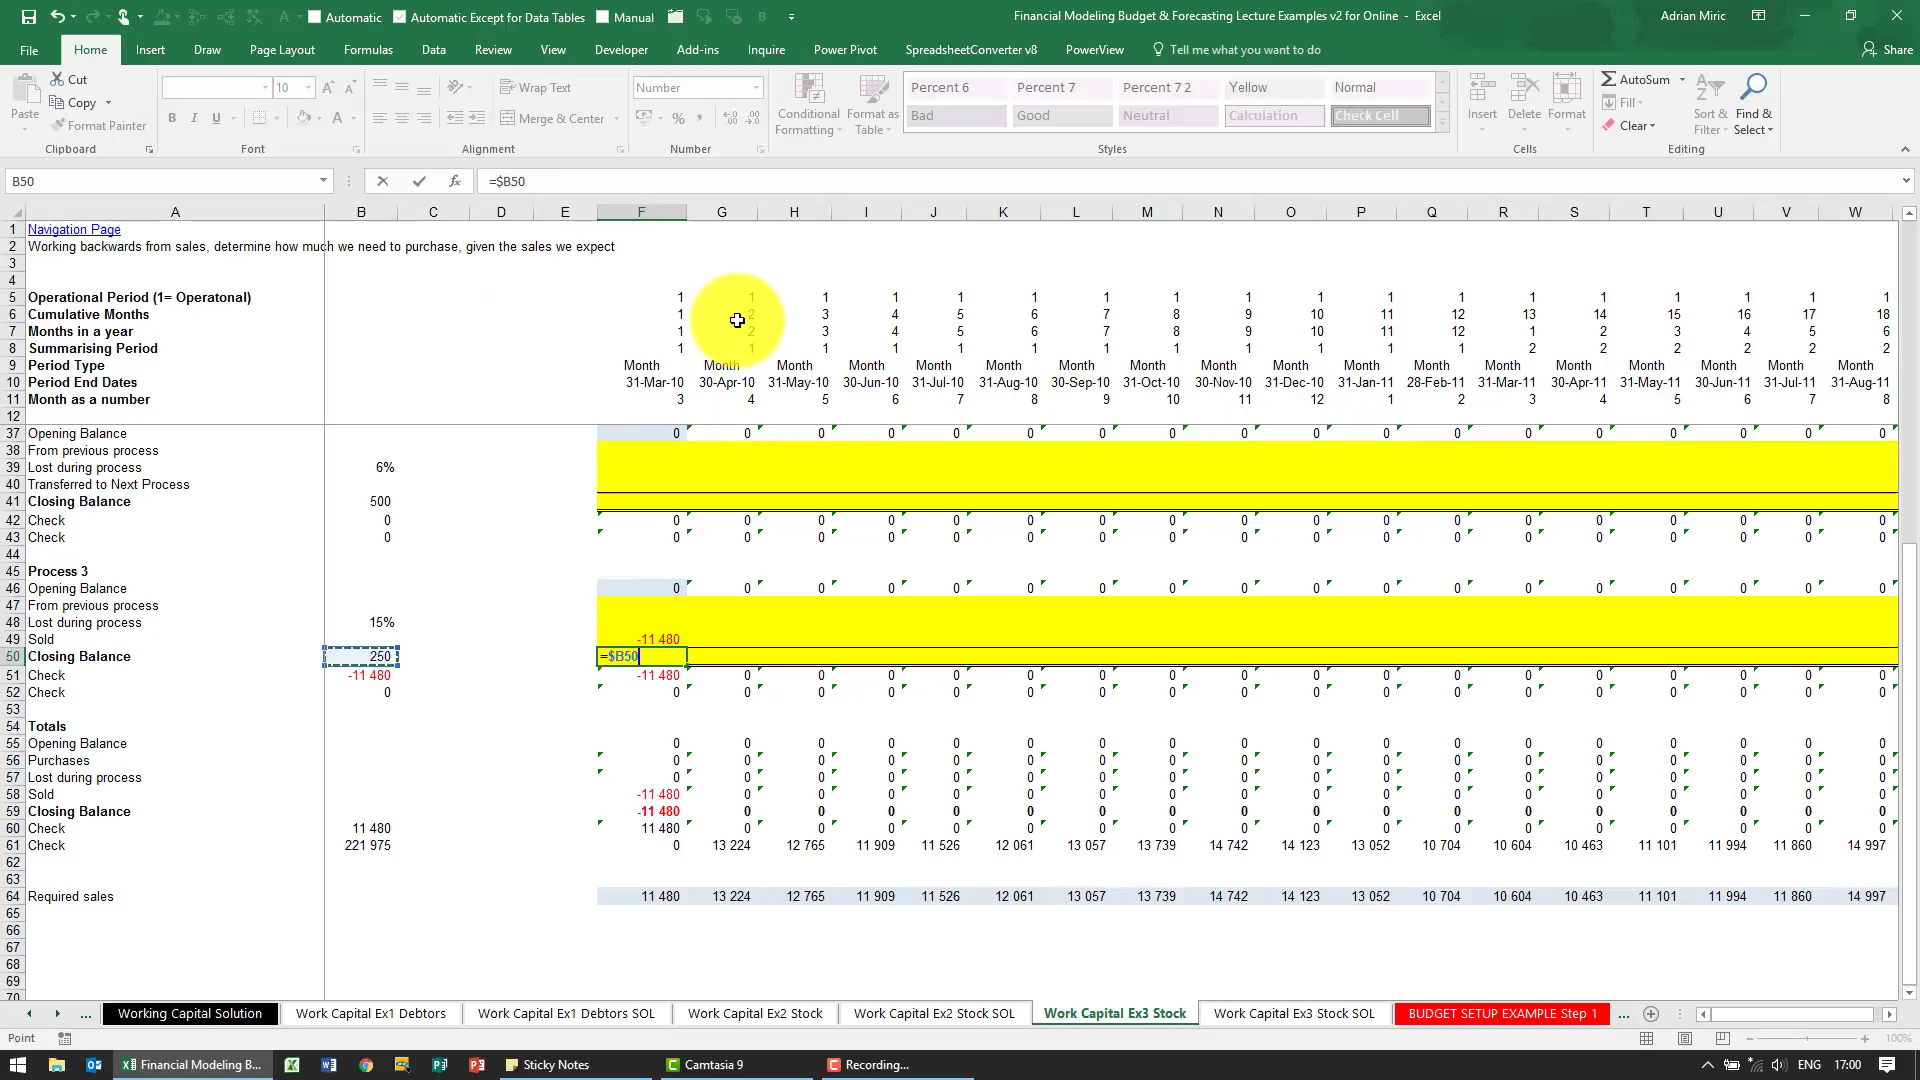 Automatic Automatic Except for Data Tables Manual B Financial Modeling Budget & Forecasting Lecture Examples v2 for Online - Excel Adrian Miric
File Home Insert Draw Page Layout Formulas Data Review View Developer Add-ins Inquire Power Pivot SpreadsheetConverter v8 PowerView Tell me what you want to do Share
Paste Cut 10 Wrap Text Number Conditional Formatting Format as Table Percent 6 Percent 7 Percent 7 2 Yellow Normal Insert Delete Format AutoSum Sort & Filter Find & Select
Copy Fill
Format Painter B I U Merge & Center % Bad Good Neutral Calculation Check Cell Clear
Clipboard Font Alignment Number Styles Cells Editing
B50 fx =$B50
A B C D E F G H I J K L M N O P Q R S T U V W
1 Navigation Page
2 Working backwards from sales, determine how much we need to purchase, given the sales we expect
3
4
5 Operational Period (1= Operatonal) 1 1 1 1 1 1 1 1 1 1 1 1 1 1 1 1 1 1
6 Cumulative Months 1 2 3 4 5 6 7 8 9 10 11 12 13 14 15 16 17 18
7 Months in a year 1 2 3 4 5 6 7 8 9 10 11 12 1 2 3 4 5 6
8 Summarising Period 1 1 1 1 1 1 1 1 1 1 1 1 2 2 2 2 2 2
9 Period Type Month Month Month Month Month Month Month Month Month Month Month Month Month Month Month Month Month Month
10 Period End Dates 31-Mar-10 30-Apr-10 31-May-10 30-Jun-10 31-Jul-10 31-Aug-10 30-Sep-10 31-Oct-10 30-Nov-10 31-Dec-10 31-Jan-11 28-Feb-11 31-Mar-11 30-Apr-11 31-May-11 30-Jun-11 31-Jul-11 31-Aug-11
11 Month as a number 3 4 5 6 7 8 9 10 11 12 1 2 3 4 5 6 7 8
12
37 Opening Balance 0 0 0 0 0 0 0 0 0 0 0 0 0 0 0 0 0 0
38 From previous process
39 Lost during process 6%
40 Transferred to Next Process
41 Closing Balance 500
42 Check 0 0 0 0 0 0 0 0 0 0 0 0 0 0 0 0 0 0 0
43 Check 0 0 0 0 0 0 0 0 0 0 0 0 0 0 0 0 0 0 0
44
45 Process 3
46 Opening Balance 0 0 0 0 0 0 0 0 0 0 0 0 0 0 0 0 0 0
47 From previous process
48 Lost during process 15%
49 Sold -11 480
50 Closing Balance 250 =$B50
51 Check -11 480 -11 480 0 0 0 0 0 0 0 0 0 0 0 0 0 0 0 0 0
52 Check 0 0 0 0 0 0 0 0 0 0 0 0 0 0 0 0 0 0 0
53
54 Totals
55 Opening Balance 0 0 0 0 0 0 0 0 0 0 0 0 0 0 0 0 0 0
56 Purchases 0 0 0 0 0 0 0 0 0 0 0 0 0 0 0 0 0 0
57 Lost during process 0 0 0 0 0 0 0 0 0 0 0 0 0 0 0 0 0 0
58 Sold -11 480 0 0 0 0 0 0 0 0 0 0 0 0 0 0 0 0 0
59 Closing Balance -11 480 0 0 0 0 0 0 0 0 0 0 0 0 0 0 0 0 0
60 Check 11 480 11 480 0 0 0 0 0 0 0 0 0 0 0 0 0 0 0 0 0
61 Check 221 975 0 13 224 12 765 11 909 11 526 12 061 13 057 13 739 14 742 14 123 13 052 10 704 10 604 10 463 11 101 11 994 11 860 14 997
62
63
64 Required sales 11 480 13 224 12 765 11 909 11 526 12 061 13 057 13 739 14 742 14 123 13 052 10 704 10 604 10 463 11 101 11 994 11 860 14 997
65
66
67
68
69
70
... Working Capital Solution Work Capital Ex1 Debtors Work Capital Ex1 Debtors SOL Work Capital Ex2 Stock Work Capital Ex2 Stock SOL Work Capital Ex3 Stock Work Capital Ex3 Stock SOL BUDGET SETUP EXAMPLE Step 1 ...
Point 100%
Financial Modeling B... Sticky Notes Camtasia 9 Recording... ENG 17:00